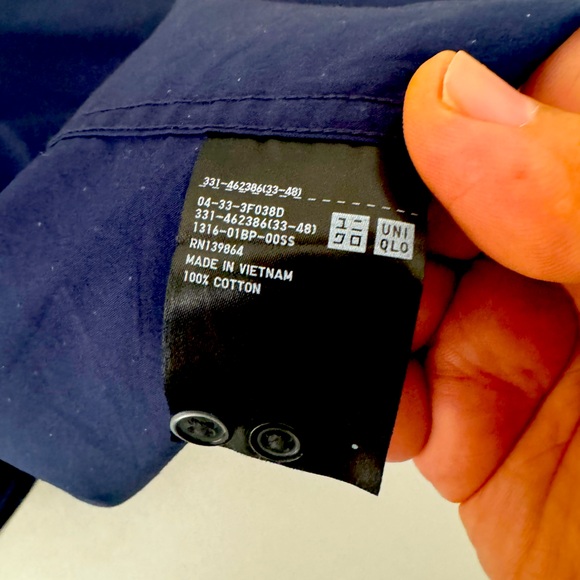 331-462386(33-48)
04-33-3F038D
331-462386(33-48)
1316-01BP-00SS
RN139864
MADE IN VIETNAM
100% COTTON
ユニ
クロ
UNI
QLO